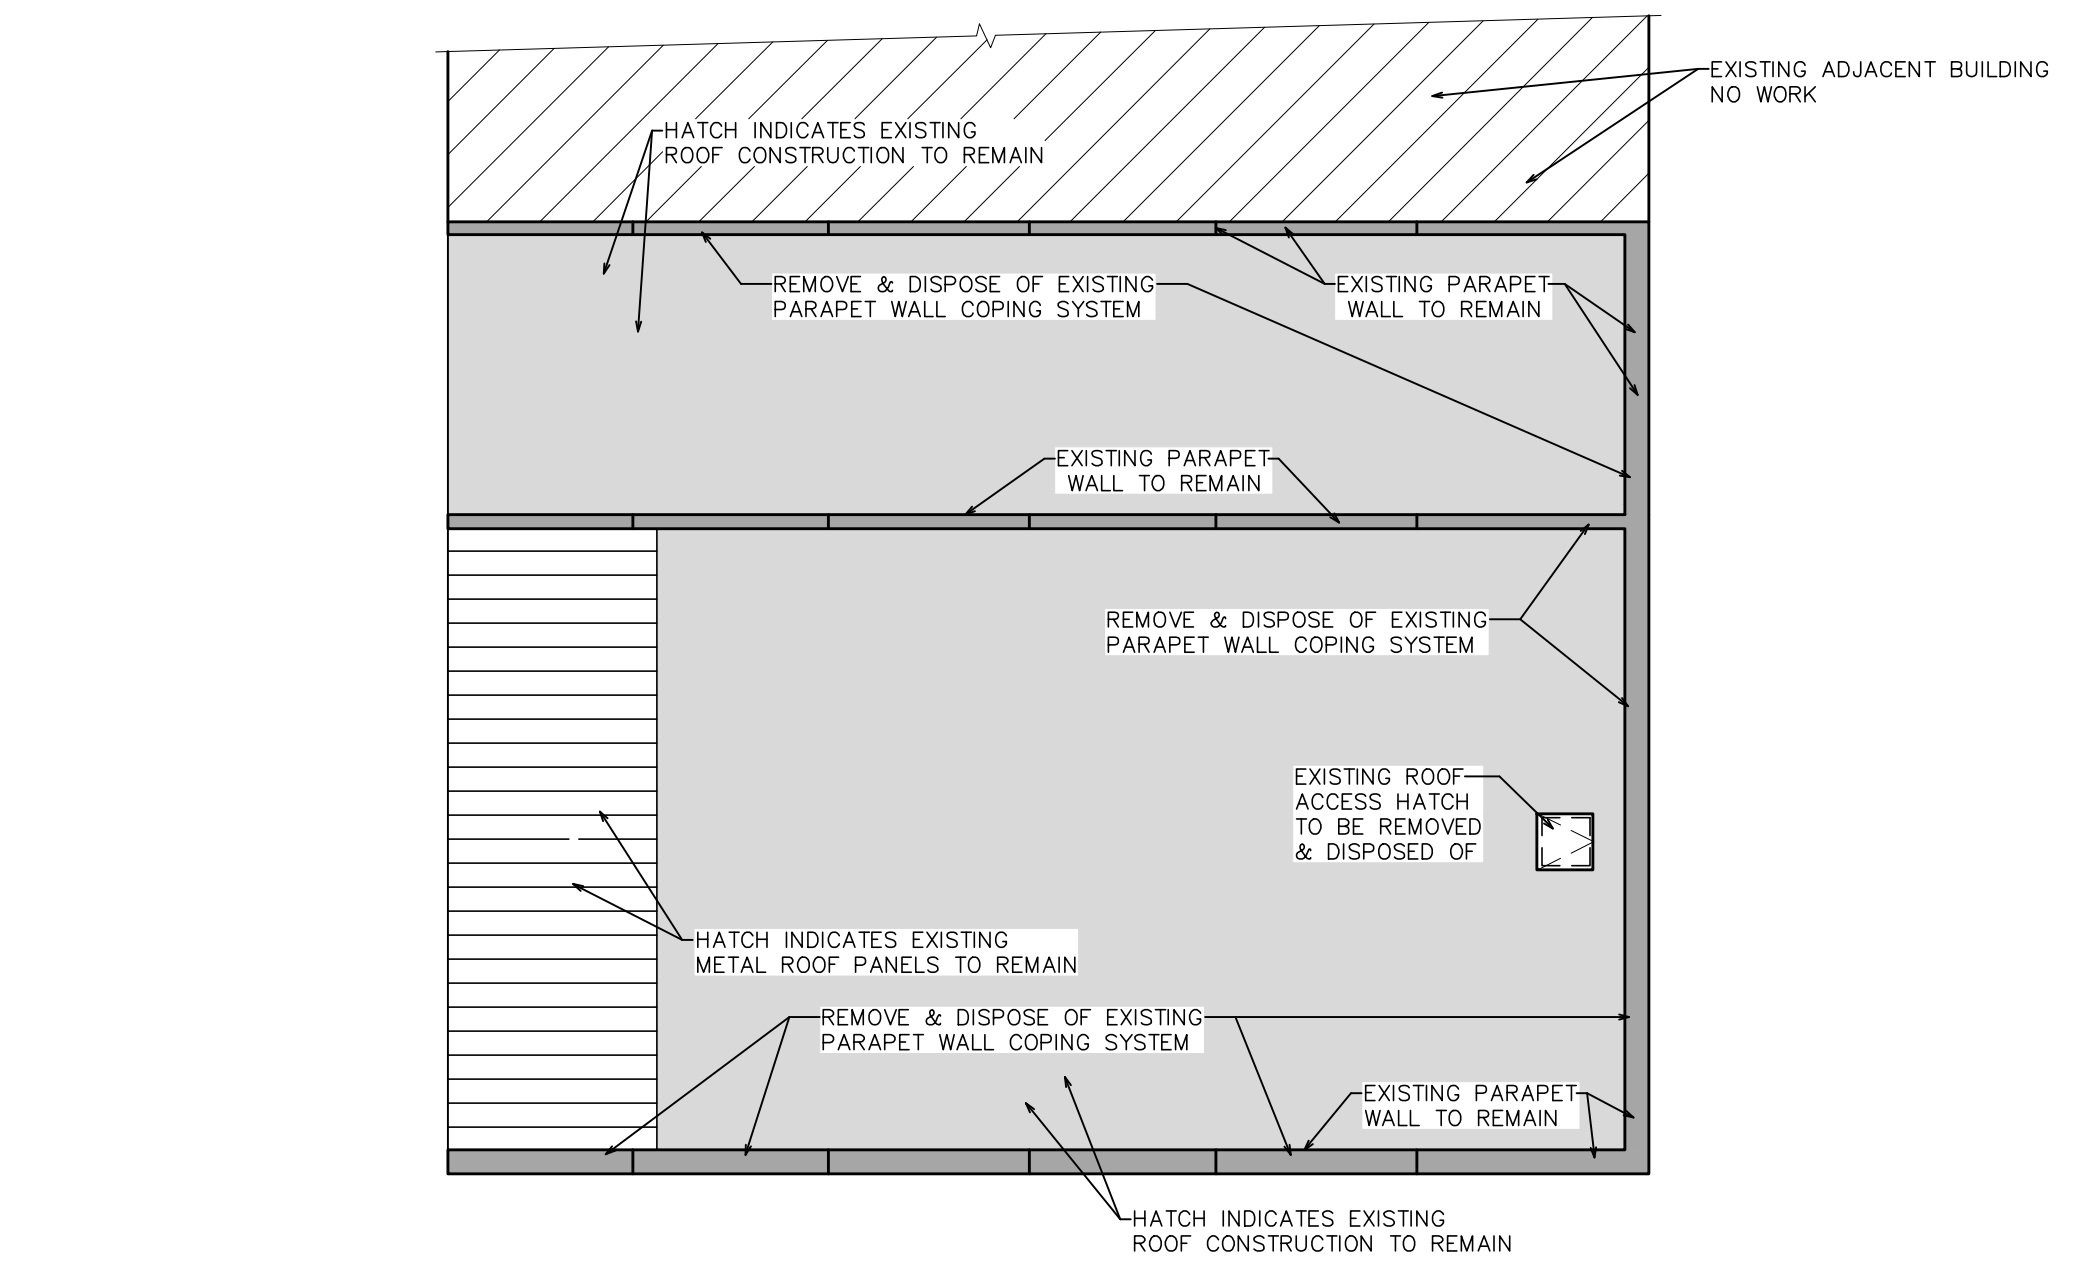 EXISTING ADJACENT BUILDING
NO WORK
HATCH INDICATES EXISTING
ROOF CONSTRUCTION TO REMAIN
REMOVE & DISPOSE OF EXISTING
PARAPET WALL COPING SYSTEM
EXISTING PARAPET
WALL TO REMAIN
EXISTING PARAPET
WALL TO REMAIN
REMOVE & DISPOSE OF EXISTING
PARAPET WALL COPING SYSTEM
EXISTING ROOF
ACCESS HATCH
TO BE REMOVED
& DISPOSED OF
HATCH INDICATES EXISTING
METAL ROOF PANELS TO REMAIN
REMOVE & DISPOSE OF EXISTING
PARAPET WALL COPING SYSTEM
EXISTING PARAPET
WALL TO REMAIN
HATCH INDICATES EXISTING
ROOF CONSTRUCTION TO REMAIN